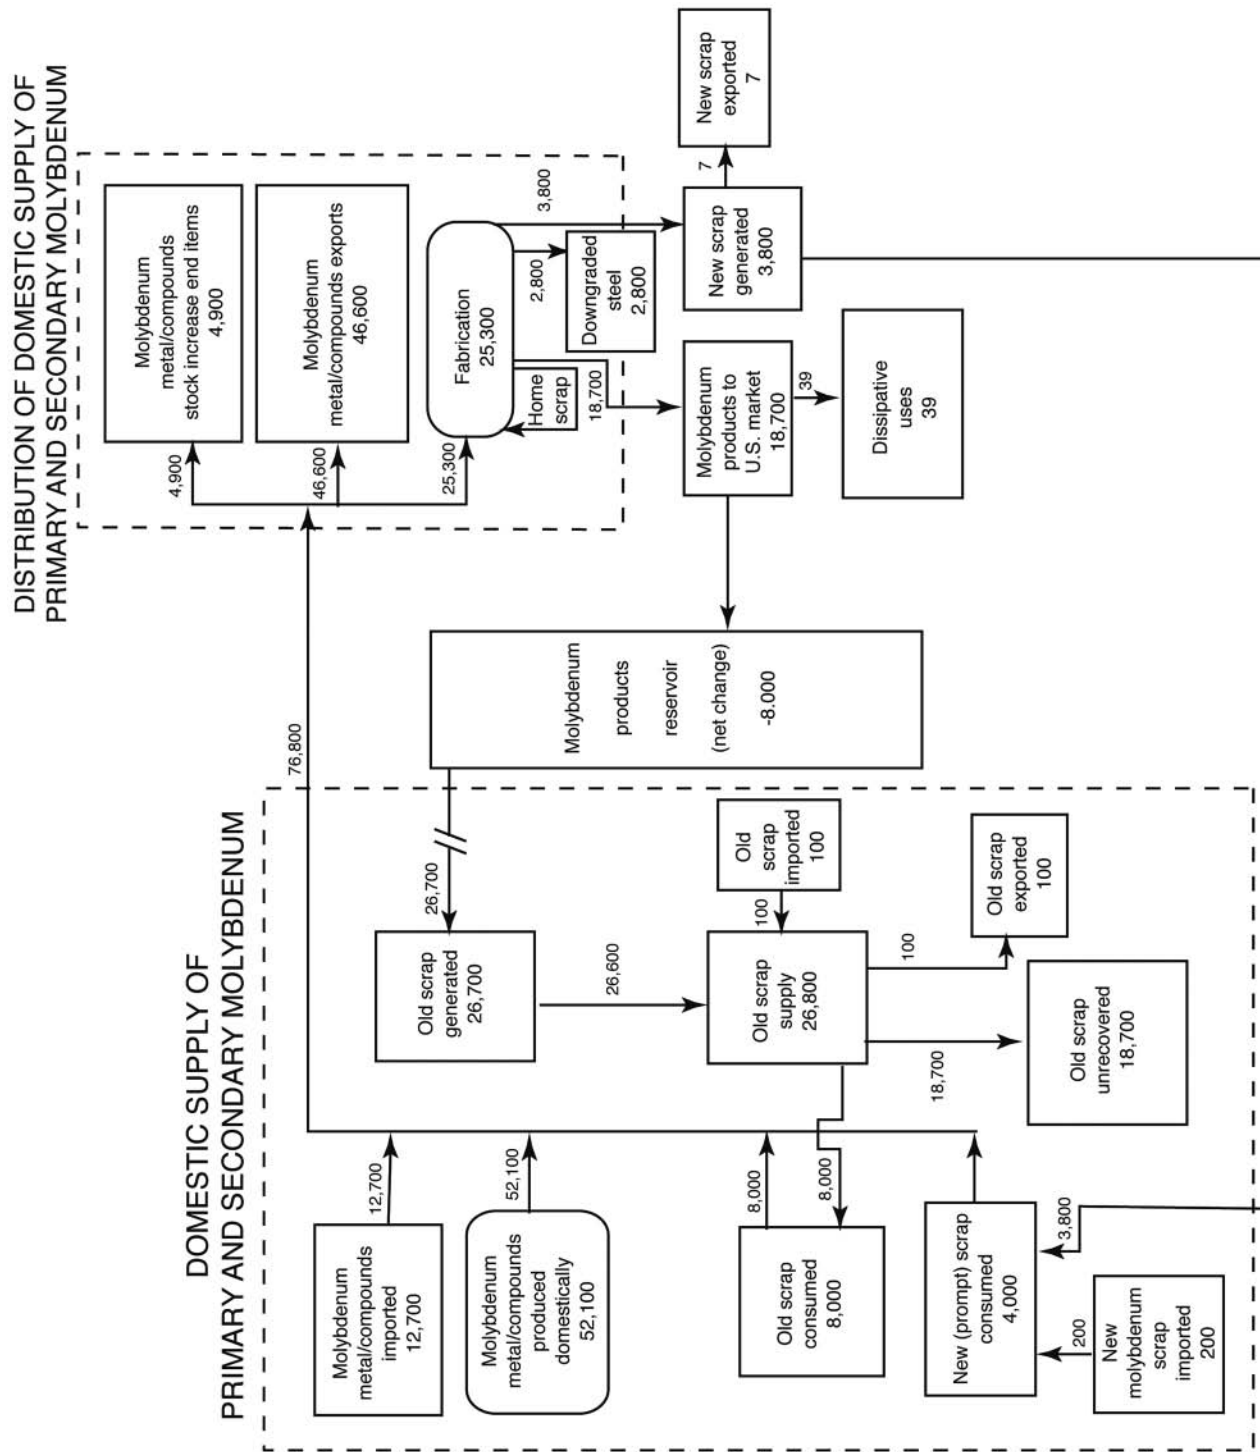 DOMESTIC SUPPLY OF
PRIMARY AND SECONDARY MOLYBDENUM
Molybdenum
metal/compounds
imported
12,700
12,700
Molybdenum
metal/compounds
produced
domestically
52,100
52,100
Old scrap
consumed
8,000
8,000
8,000
New (prompt) scrap
consumed
4,000
3,800
200
New
molybdenum
scrap
imported
200
Old scrap
generated
26,700
26,700
26,600
Old scrap
supply
26,800
100
Old
scrap
imported
100
100
Old scrap
exported
100
18,700
Old scrap
unrecovered
18,700
76,800
Molybdenum
products
reservoir
(net change)
-8.000
DISTRIBUTION OF DOMESTIC SUPPLY OF
PRIMARY AND SECONDARY MOLYBDENUM
4,900
Molybdenum
metal/compounds
stock increase end items
4,900
46,600
Molybdenum
metal/compounds exports
46,600
25,300
Fabrication
25,300
Home
scrap
18,700
2,800
3,800
Downgraded
steel
2,800
Molybdenum
products to
U.S. market
18,700
39
Dissipative
uses
39
New scrap
generated
3,800
7
New scrap
exported
7